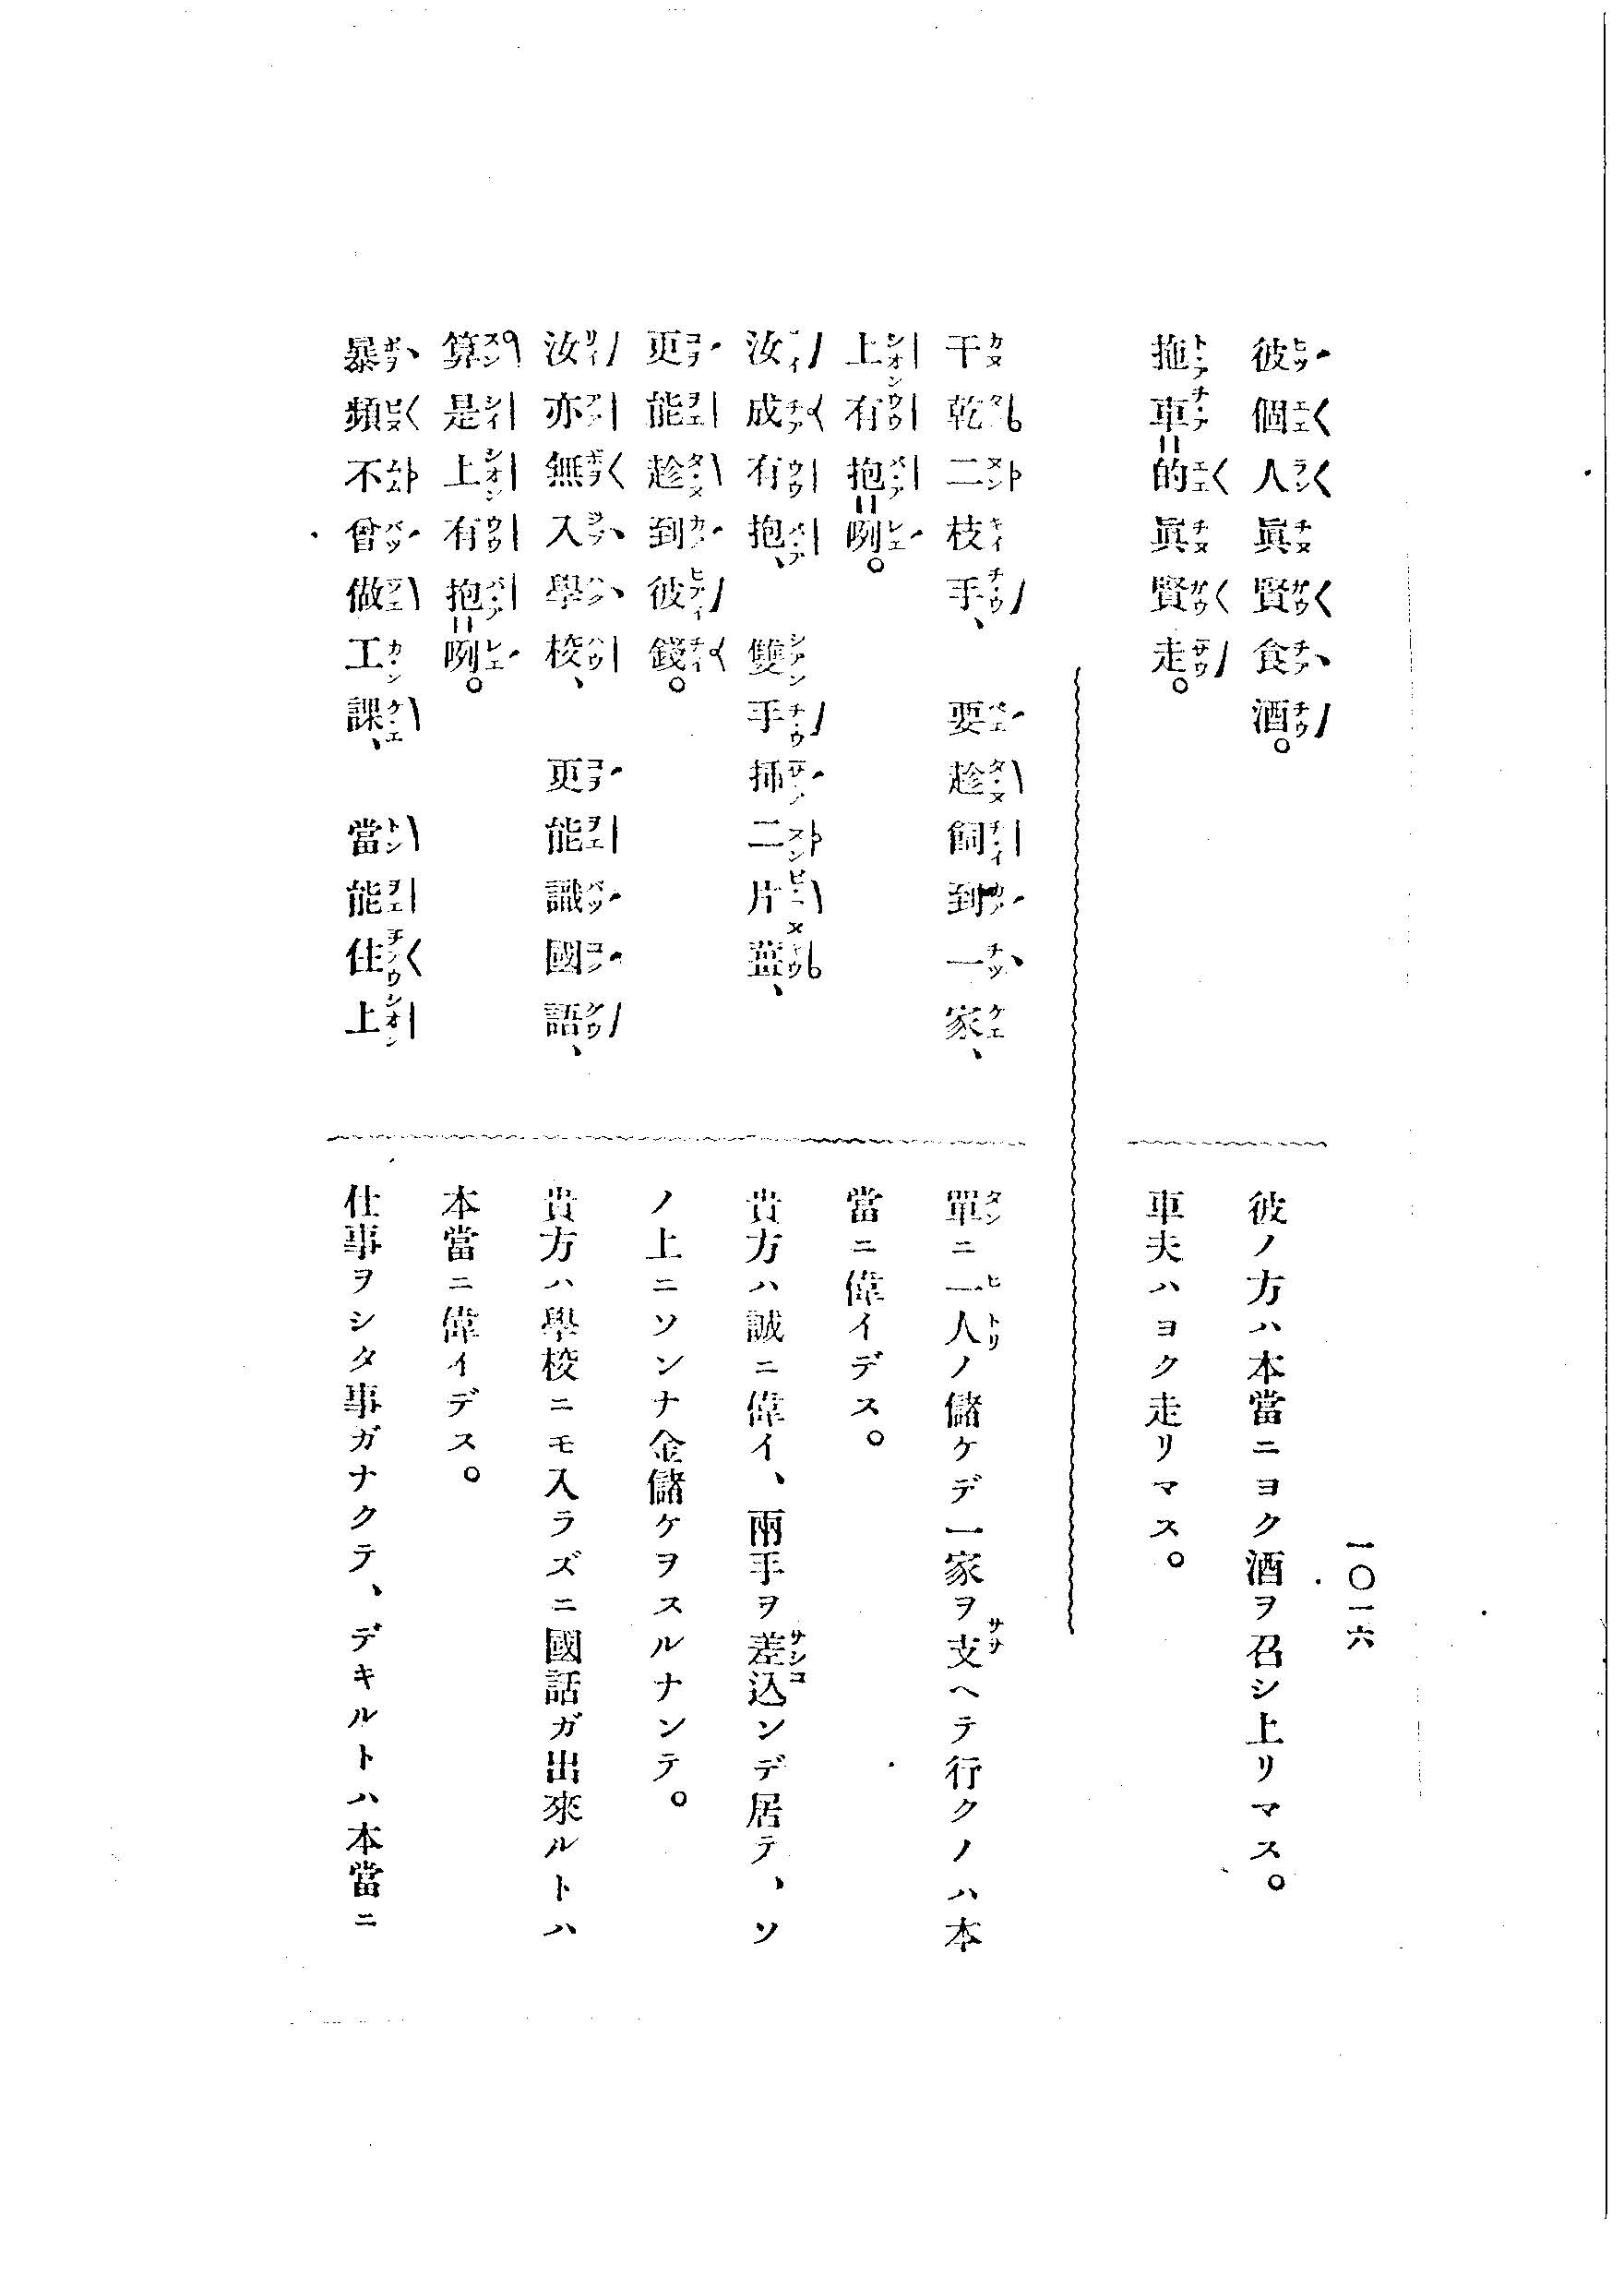 一〇一六
彼個人眞賢食酒。
拖車=的眞賢走。
彼ノ方ハ本當ニヨク酒ヲ召シ上リマス。
車夫ハヨク走リマス。
干乾二枝手、 要趁飼到一家、
上有抱=咧。
汝成有抱、 雙手揷二片薑、
更能趁到彼錢。
汝亦無入學校、 更能識國語、
算是上有抱=咧。
暴頻不曾做工課、 當能住上
單ニ一人ノ儲ケデ一家ヲ支ヘテ行クノハ本
當ニ偉イデス。
貴方ハ誠ニ偉イ、兩手ヲ差込ンデ居テ、ソ
ノ上ニソンナ金儲ケヲスルナンテ。
貴方ハ學校ニモ入ラズニ國話ガ出來ルトハ
本當ニ偉イデス。
仕事ヲシタ事ガナクテ、デキルトハ本當ニ